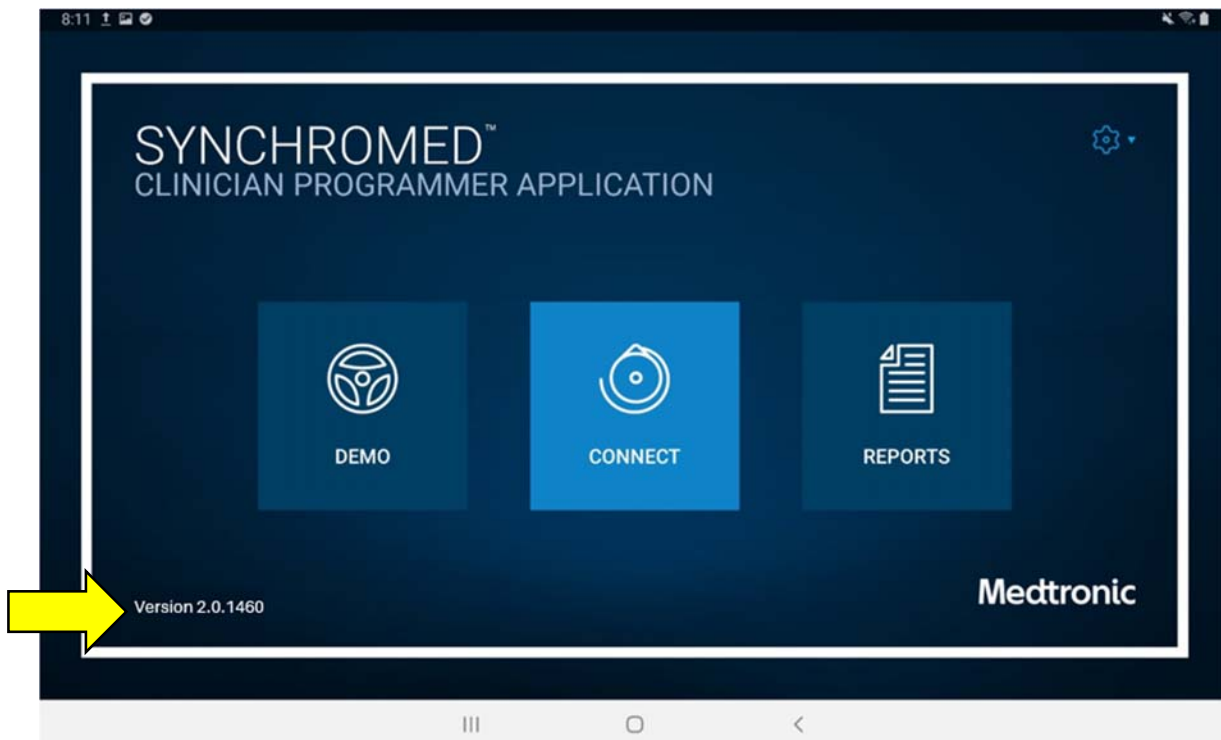 8:11
SYNCHROMED™
CLINICIAN PROGRAMMER APPLICATION
DEMO
CONNECT
REPORTS
Version 2.0.1460
Medtronic